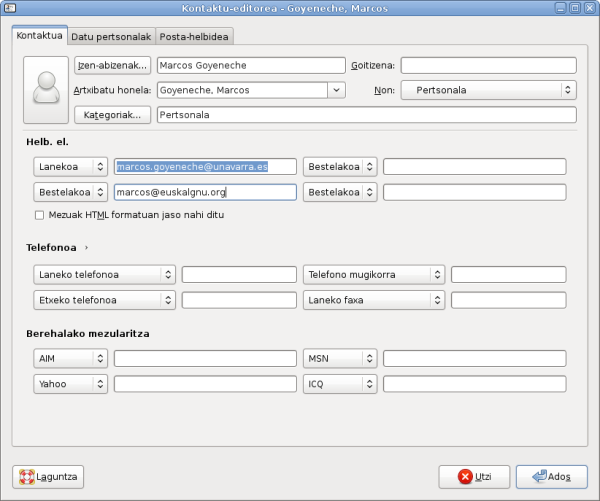 Kontaktu-editorea - Goyeneche, Marcos
Kontaktua Datu pertsonalak Posta-helbidea
Izen-abizenak... Marcos Goyeneche Goitizena:
Artxibatu honela: Goyeneche, Marcos Non: Pertsonala
Kategoriak... Pertsonala
Helb. el.
Lanekoa marcos.goyeneche@unavarra.es Bestelakoa
Bestelakoa marcos@euskalgnu.org Bestelakoa
Mezuak HTML formatuan jaso nahi ditu
Telefonoa
Laneko telefonoa Telefono mugikorra
Etxeko telefonoa Laneko faxa
Berehalako mezularitza
AIM MSN
Yahoo ICQ
Laguntza Utzi Ados